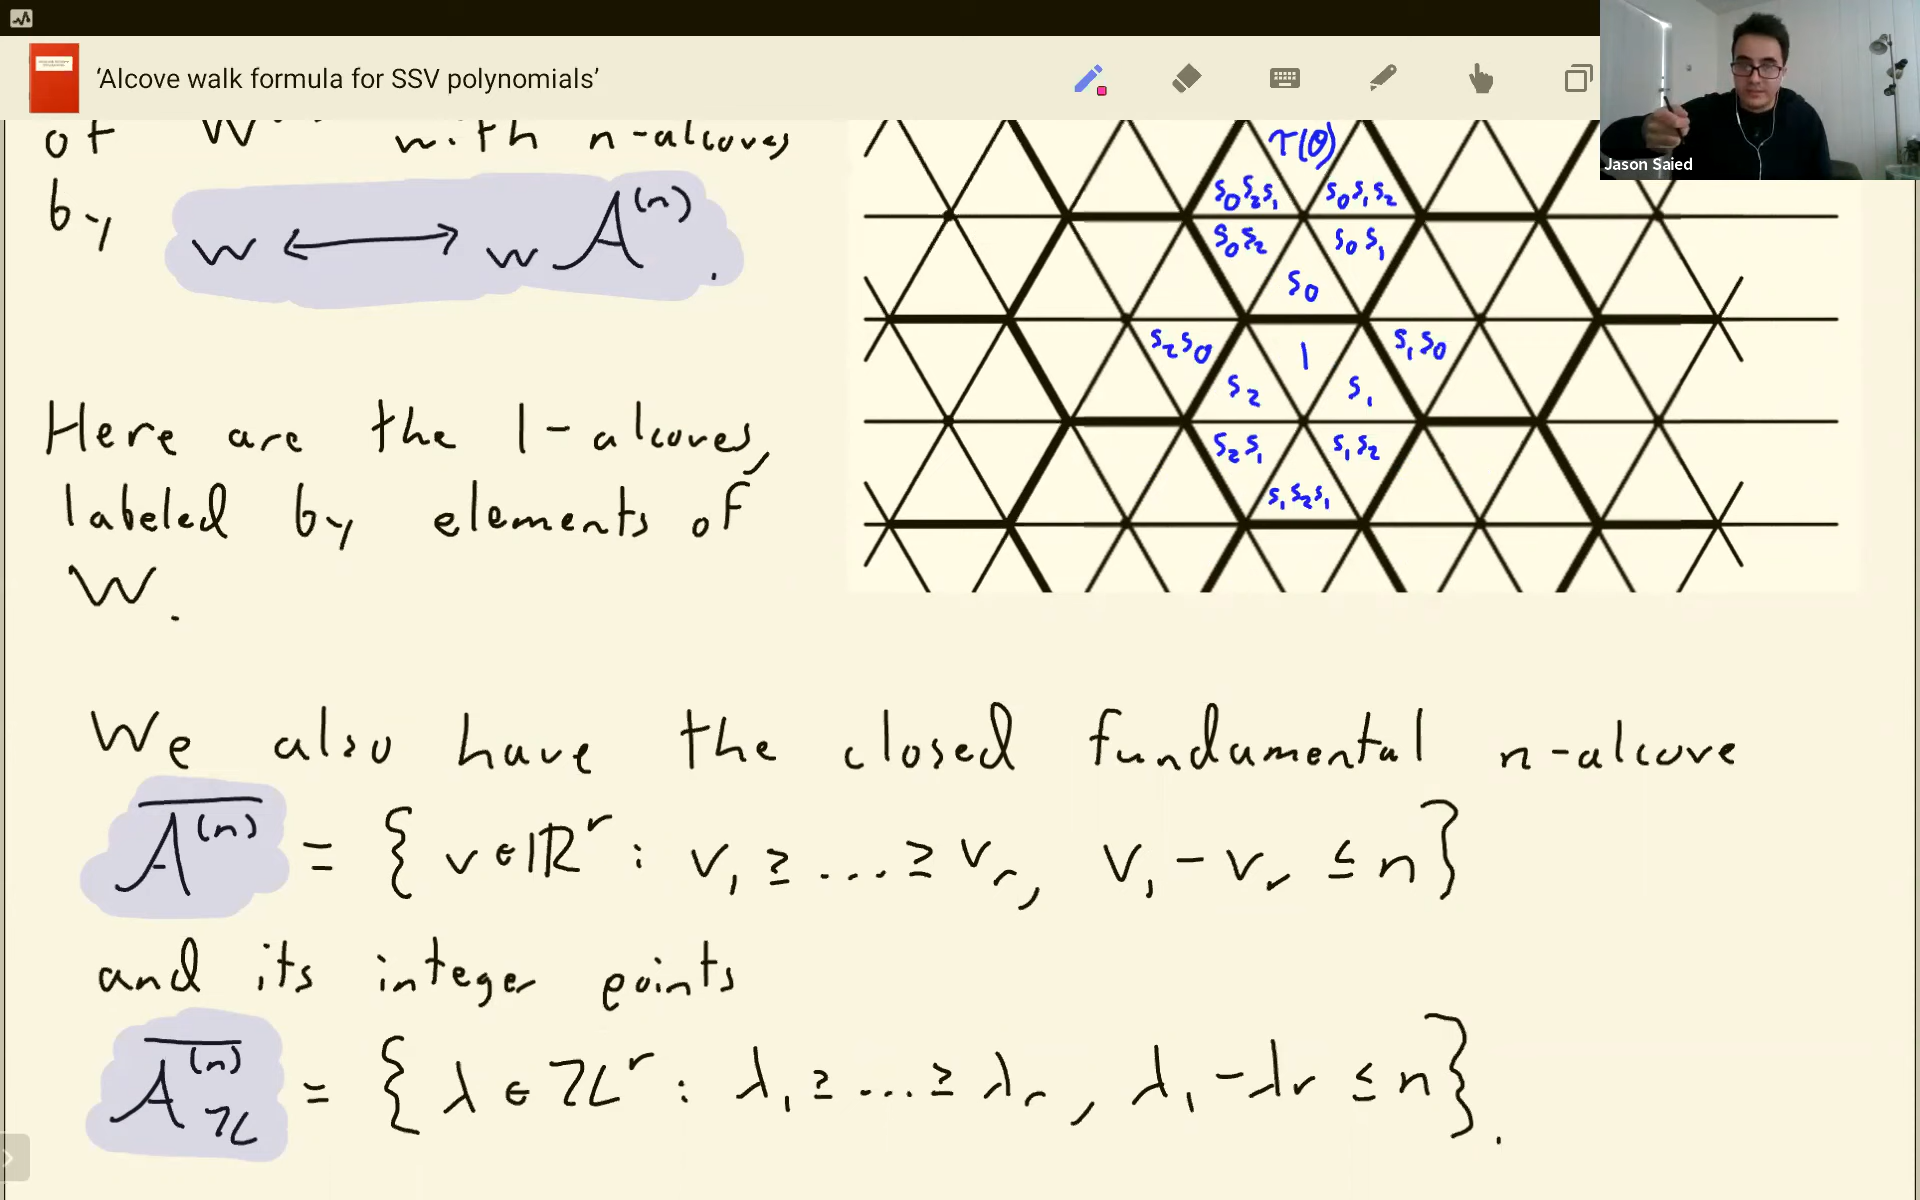 ‘Alcove walk formula for SSV polynomials’
Jason Saied
with n-alcoves
by w ⟷ w A^(n).
Here are the 1-alcoves,
labeled by elements of
W.
τ(θ)
s₀s₂s₁ s₀s₁s₂
s₀s₂ s₀s₁
s₀
s₂s₀ 1 s₁s₀
s₂ s₁
s₂s₁ s₁s₂
s₁s₂s₁
We also have the closed fundamental n-alcove
A̅^(n) = { v ∈ ℝ^r : v₁ ≥ ... ≥ v_r, v₁ - v_r ≤ n }
and its integer points
A̅_ℤ^(n) = { λ ∈ ℤ^r : λ₁ ≥ ... ≥ λ_r, λ₁ - λ_r ≤ n }.